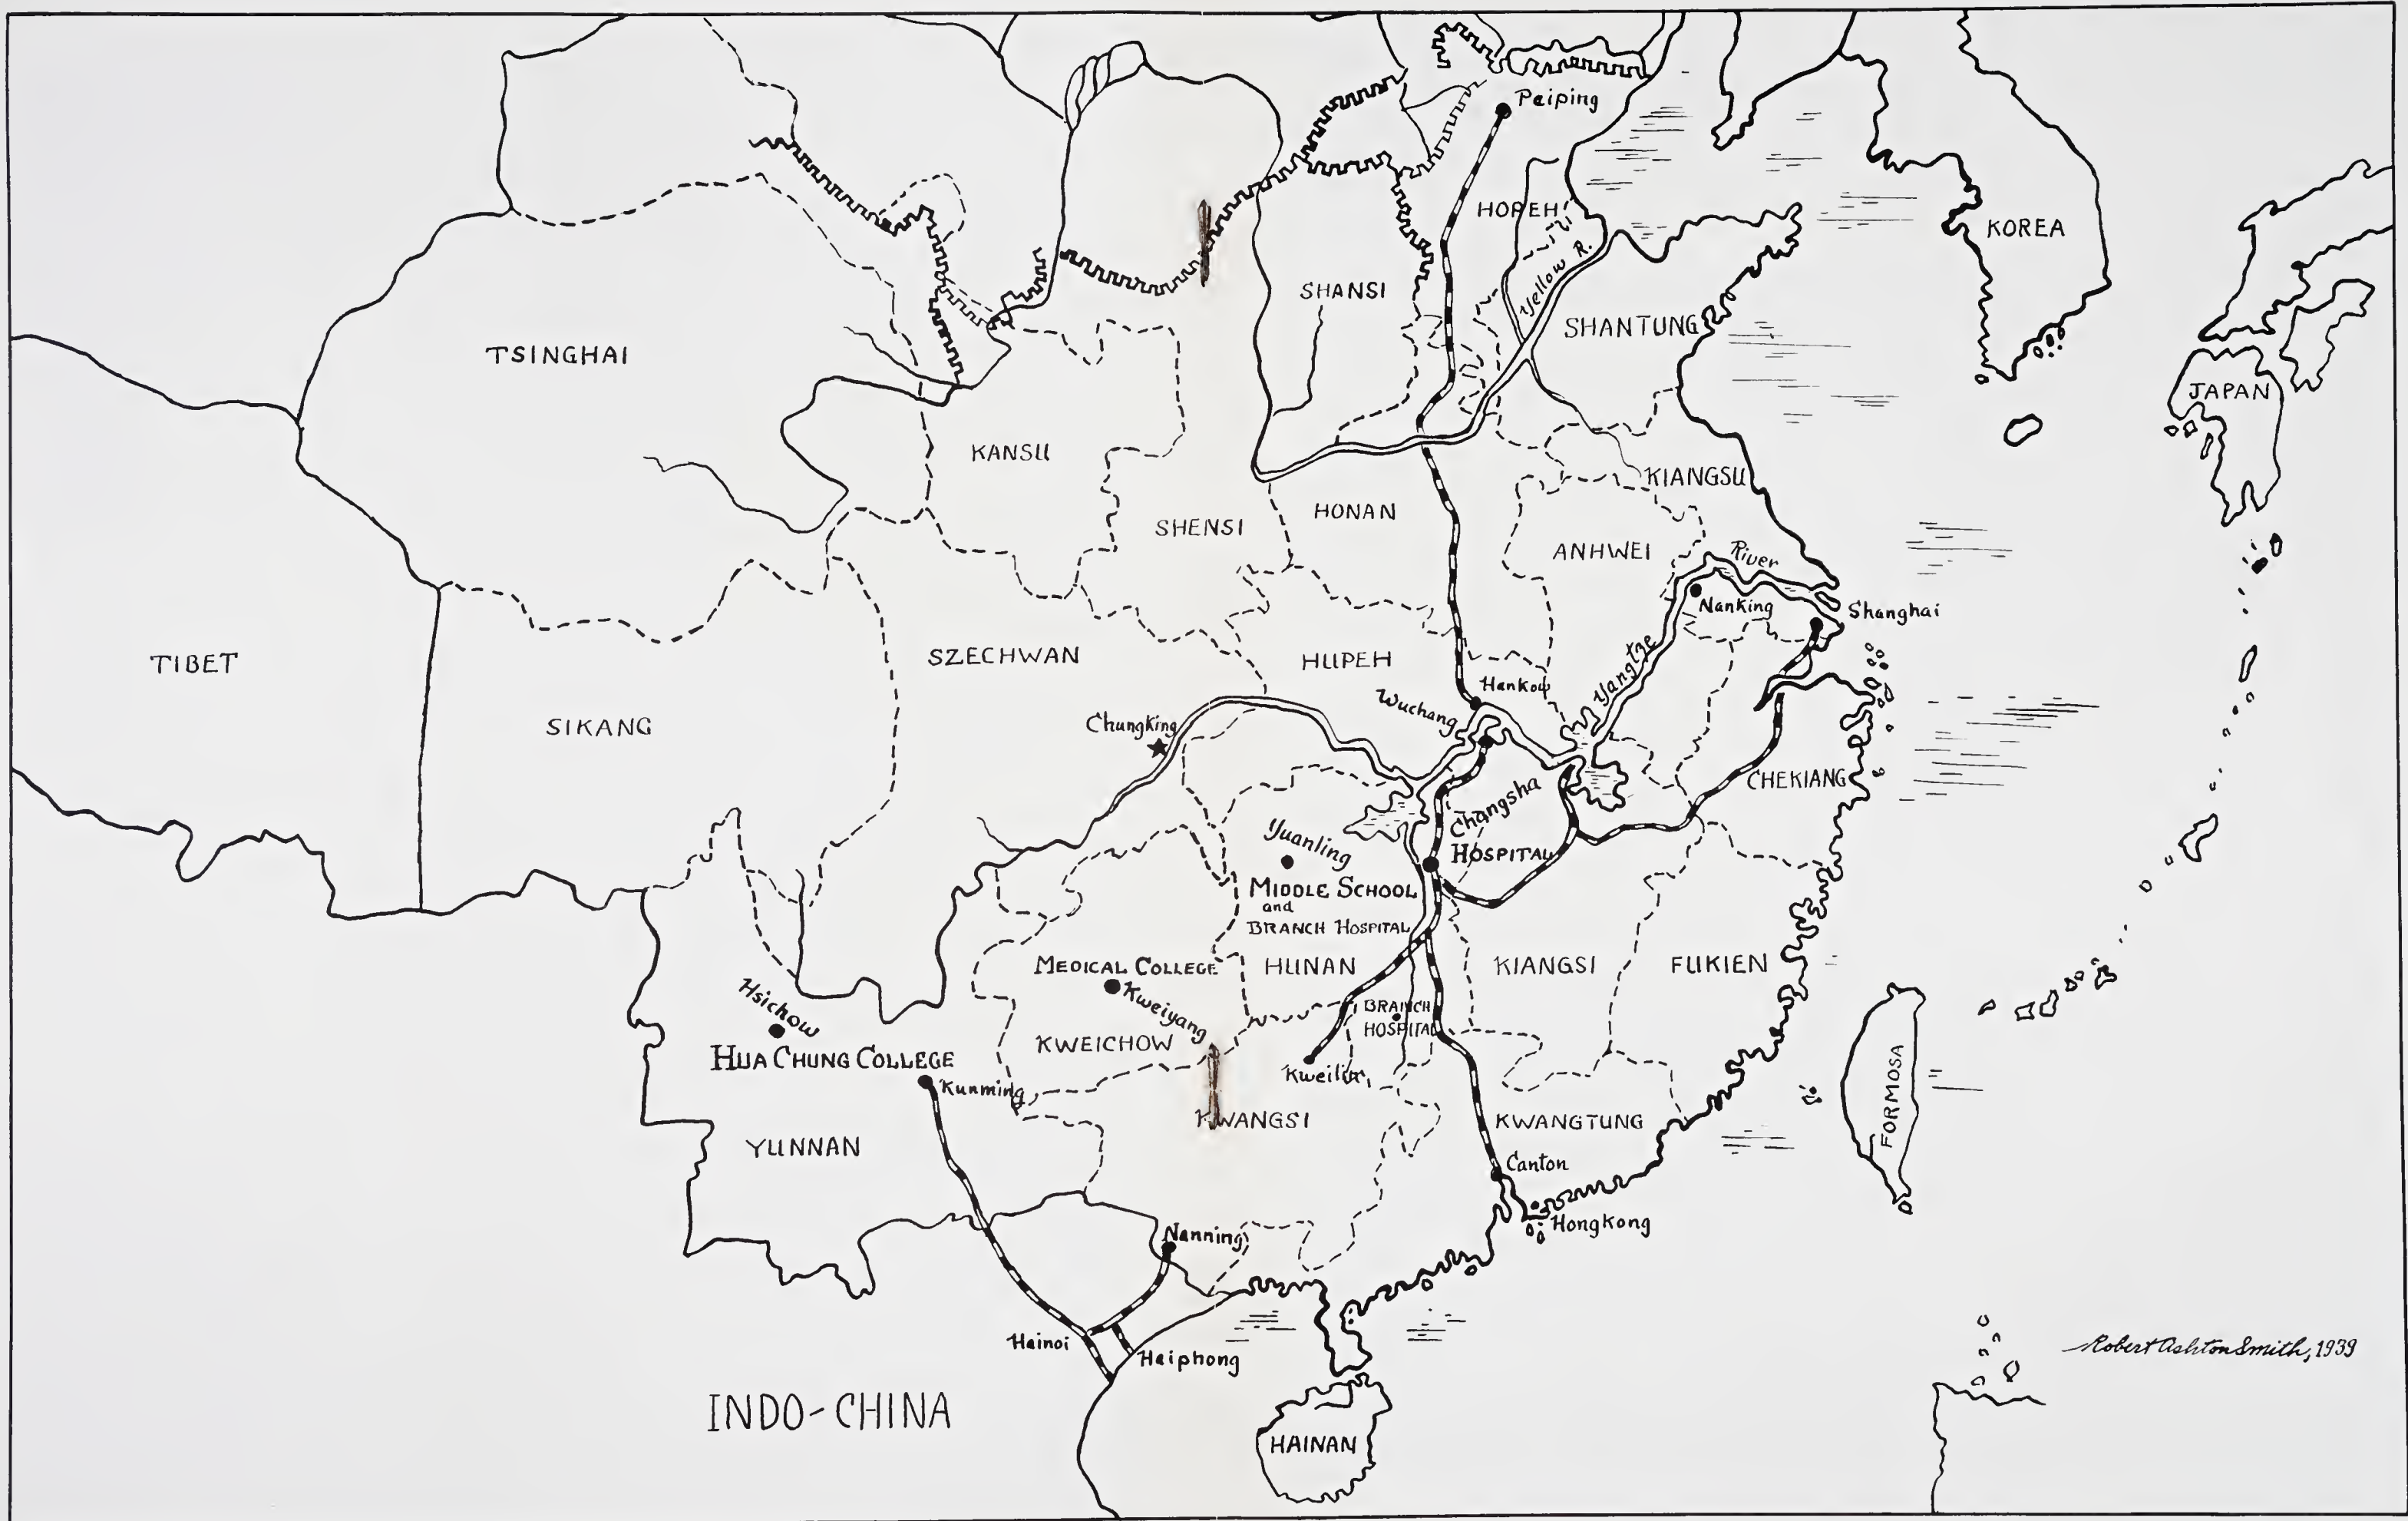 Peiping
HOPEH
KOREA
Yellow R.
SHANSI
SHANTUNG
TSINGHAI
JAPAN
KANSU
KIANGSU
HONAN
SHENSI
ANHWEI
River
Nanking
Shanghai
TIBET
SZECHWAN
HUPEH
Yangtze
Hankow
Wuchang
SIKANG
Chungking
CHEKIANG
Changsha
HOSPITAL
Yuanling
MIDDLE SCHOOL
and
BRANCH HOSPITAL
MEDICAL COLLEGE
Kweiyang
HUNAN
KIANGSI
FUKIEN
BRANCH
HOSPITAL
Hsichow
HUA CHUNG COLLEGE
KWEICHOW
Kweilin
Kunming
FORMOSA
KWANGSI
KWANGTUNG
YUNNAN
Canton
Hongkong
Nanning
Hainoi
Haiphong
Robert Ashton Smith, 1939
INDO-CHINA
HAINAN